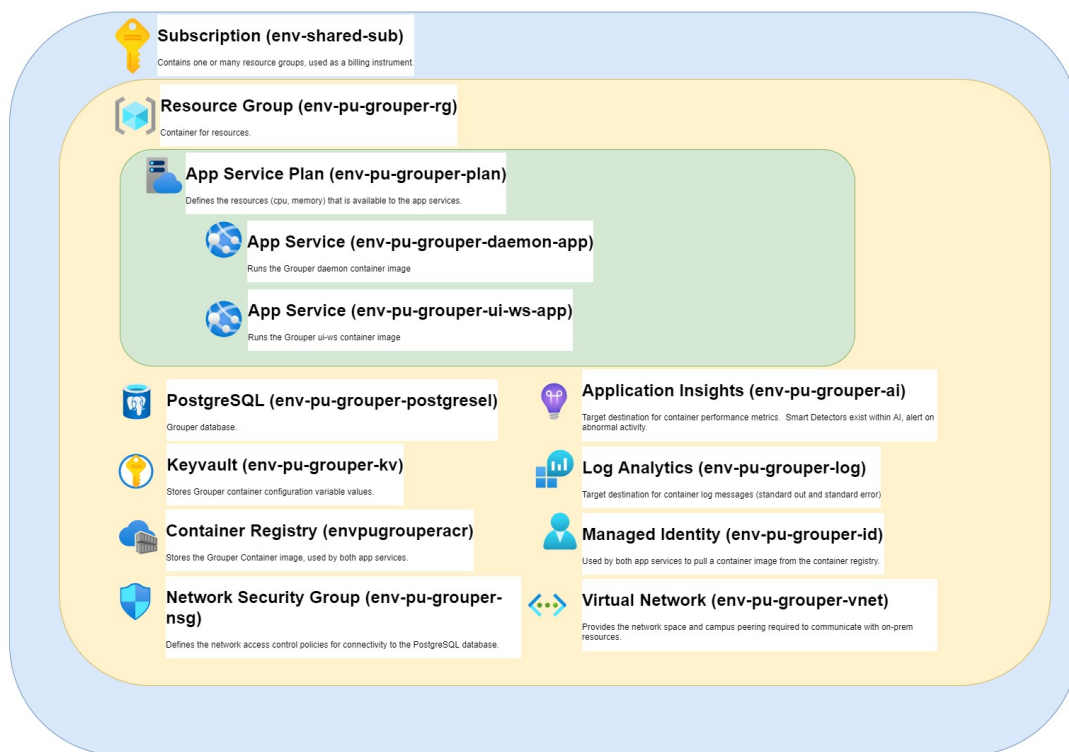 Subscription (env-shared-sub)
Contains one or many resource groups, used as a billing instrument.
Resource Group (env-pu-grouper-rg)
Container for resources.
App Service Plan (env-pu-grouper-plan)
Defines the resources (cpu, memory) that is available to the app services.
App Service (env-pu-grouper-daemon-app)
Runs the Grouper daemon container image
App Service (env-pu-grouper-ui-ws-app)
Runs the Grouper ui-ws container image
PostgreSQL (env-pu-grouper-postgresel)
Grouper database.
Keyvault (env-pu-grouper-kv)
Stores Grouper container configuration variable values.
Container Registry (envpugrouperacr)
Stores the Grouper Container image, used by both app services.
Network Security Group (env-pu-grouper-
nsg)
Defines the network access control policies for connectivity to the PostgreSQL database.
Application Insights (env-pu-grouper-ai)
Target destination for container performance metrics.  Smart Detectors exist within AI, alert on
abnormal activity.
Log Analytics (env-pu-grouper-log)
Target destination for container log messages (standard out and standard error)
Managed Identity (env-pu-grouper-id)
Used by both app services to pull a container image from the container registry.
Virtual Network (env-pu-grouper-vnet)
Provides the network space and campus peering required to communicate with on-prem
resources.